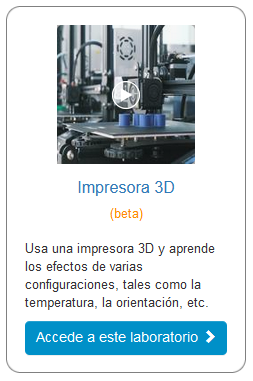 Impresora 3D
(beta)
Usa una impresora 3D y aprende
los efectos de varias
configuraciones, tales como la
temperatura, la orientación, etc.
Accede a este laboratorio